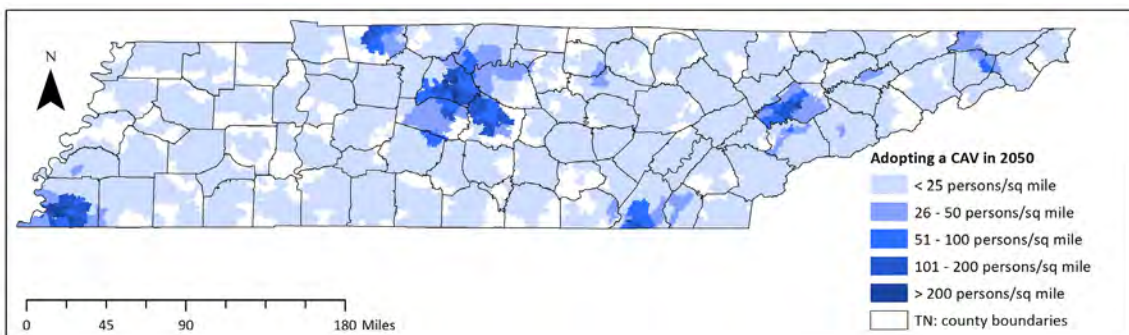 N
Adopting a CAV in 2050
< 25 persons/sq mile
26 - 50 persons/sq mile
51 - 100 persons/sq mile
101 - 200 persons/sq mile
> 200 persons/sq mile
TN: county boundaries
0 45 90 180 Miles